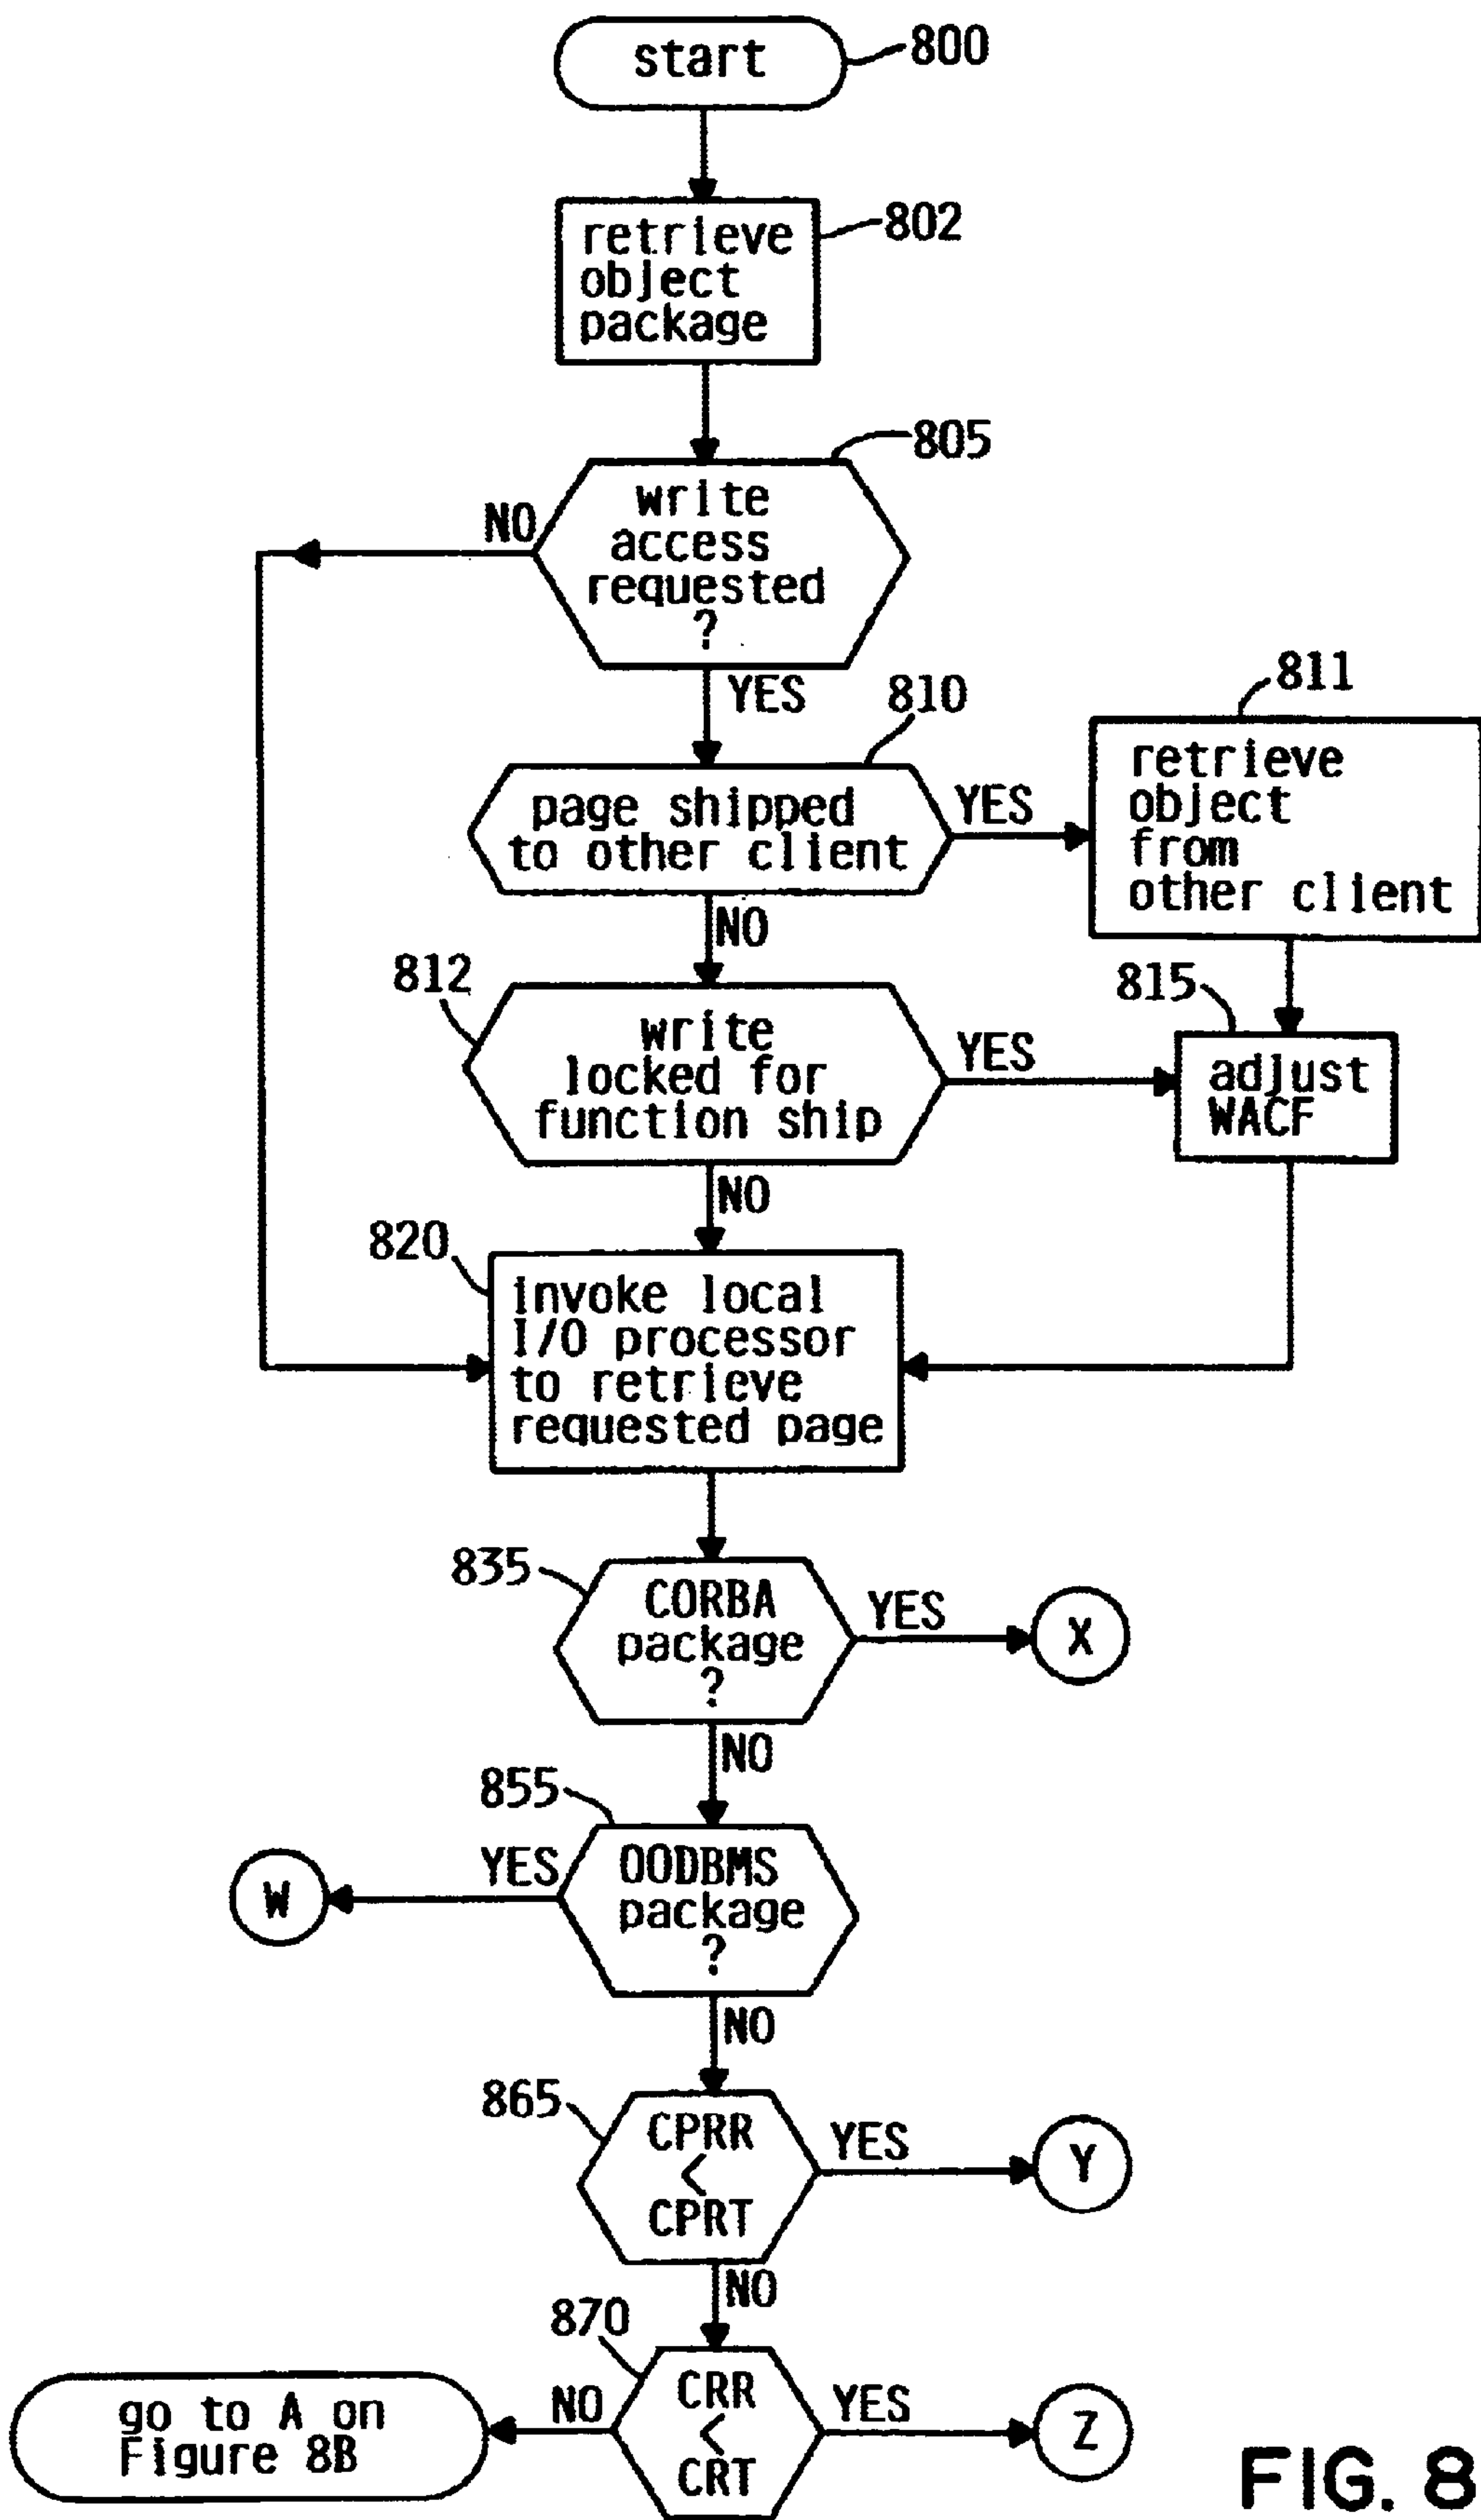 start
800
retrieve
object
package
802
805
write
access
requested
?
NO
YES
810
811
page shipped
to other client
YES
retrieve
object
from
other client
NO
812
815
write
locked for
function ship
YES
adjust
WACF
NO
820
invoke local
I/O processor
to retrieve
requested page
835
CORBA
package
?
YES
X
NO
855
OODBMS
package
?
YES
W
NO
865
CPRR
<
CPRT
YES
Y
NO
870
CRR
<
CRT
NO
YES
Z
go to A on
Figure 8B
FIG. 8